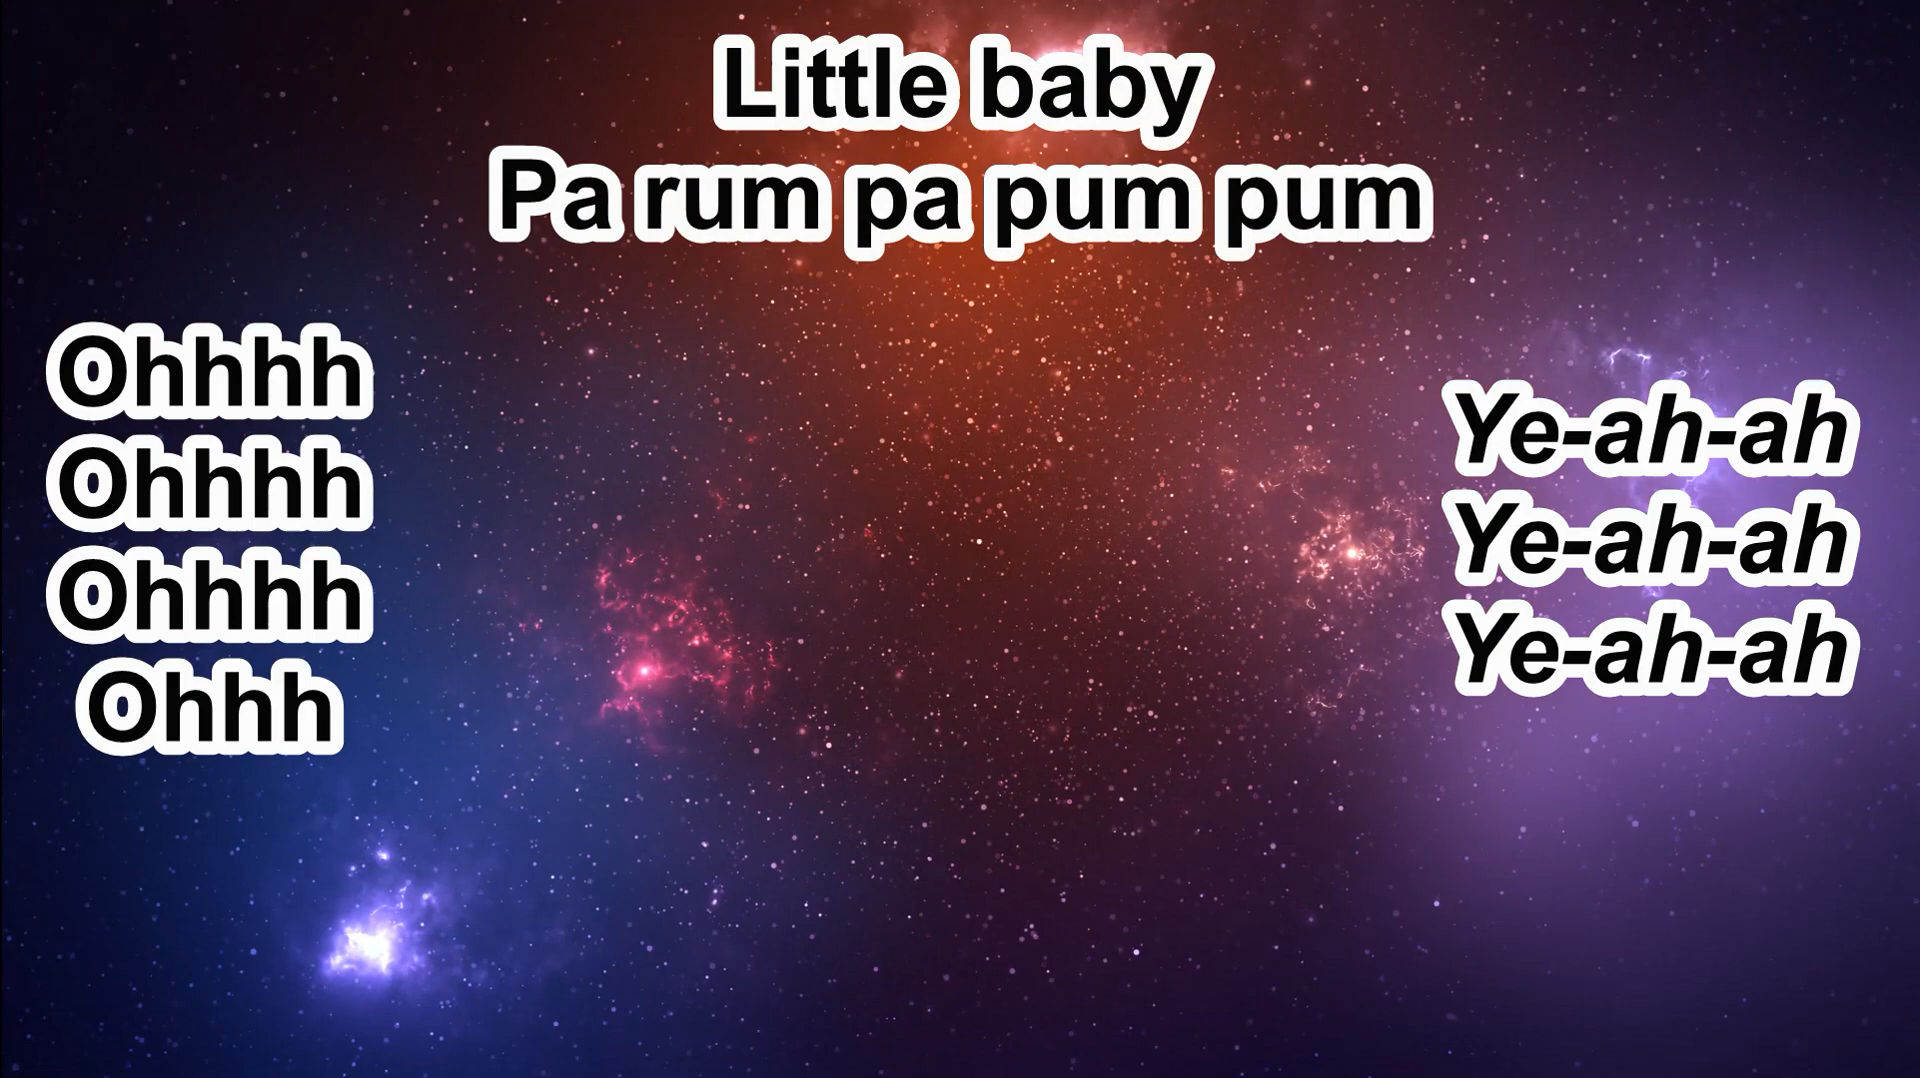 Little baby
Pa rum pa pum pum
Ohhhh
Ohhhh
Ohhhh
Ohhh
Ye-ah-ah
Ye-ah-ah
Ye-ah-ah